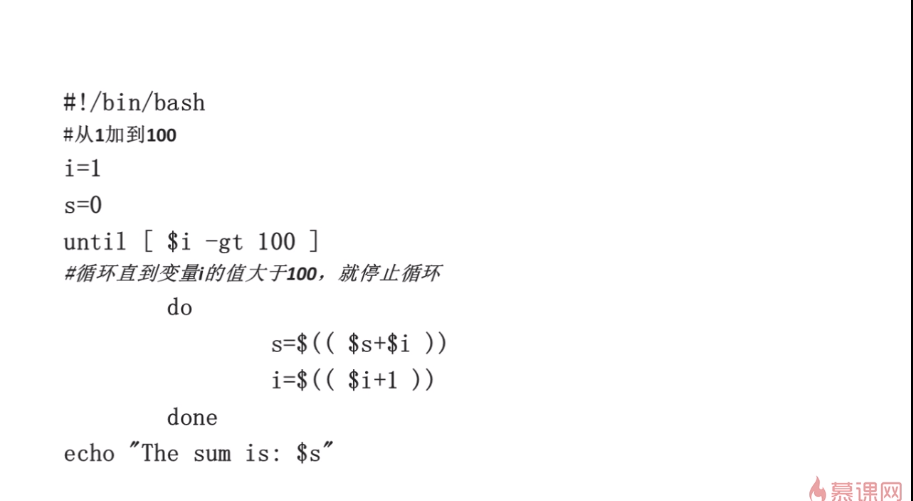 #!/bin/bash
#从1加到100
i=1
s=0
until [ $i -gt 100 ]
#循环直到变量i的值大于100，就停止循环
do
s=$(( $s+$i ))
i=$(( $i+1 ))
done
echo "The sum is: $s"
慕课网